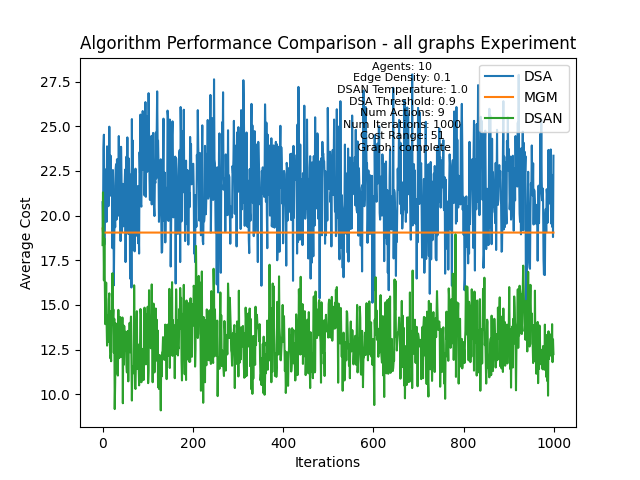 Algorithm Performance Comparison - all graphs Experiment
Agents: 10
Edge Density: 0.1
DSAN Temperature: 1.0
DSA Threshold: 0.9
Num Actions: 9
Num Iterations: 1000
Cost Range: 51
Graph: complete
DSA
MGM
DSAN
27.5
25.0
22.5
20.0
17.5
15.0
12.5
10.0
Average Cost
0
200
400
600
800
1000
Iterations